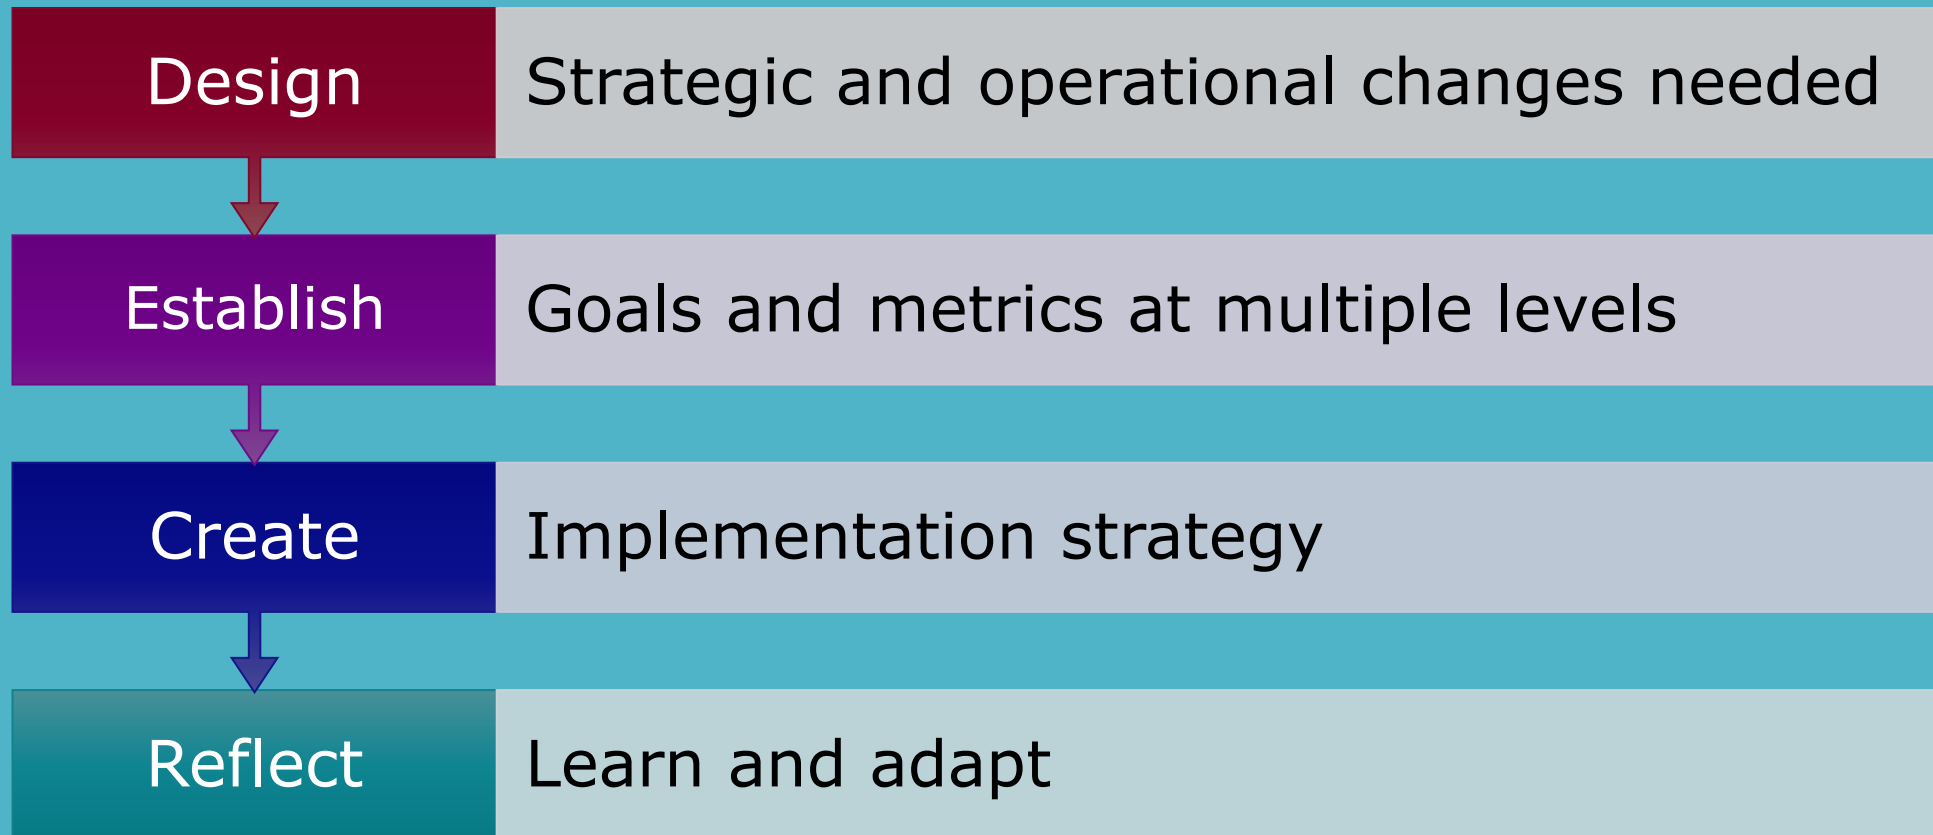 Design
Strategic and operational changes needed
Establish
Goals and metrics at multiple levels
Create
Implementation strategy
Reflect
Learn and adapt